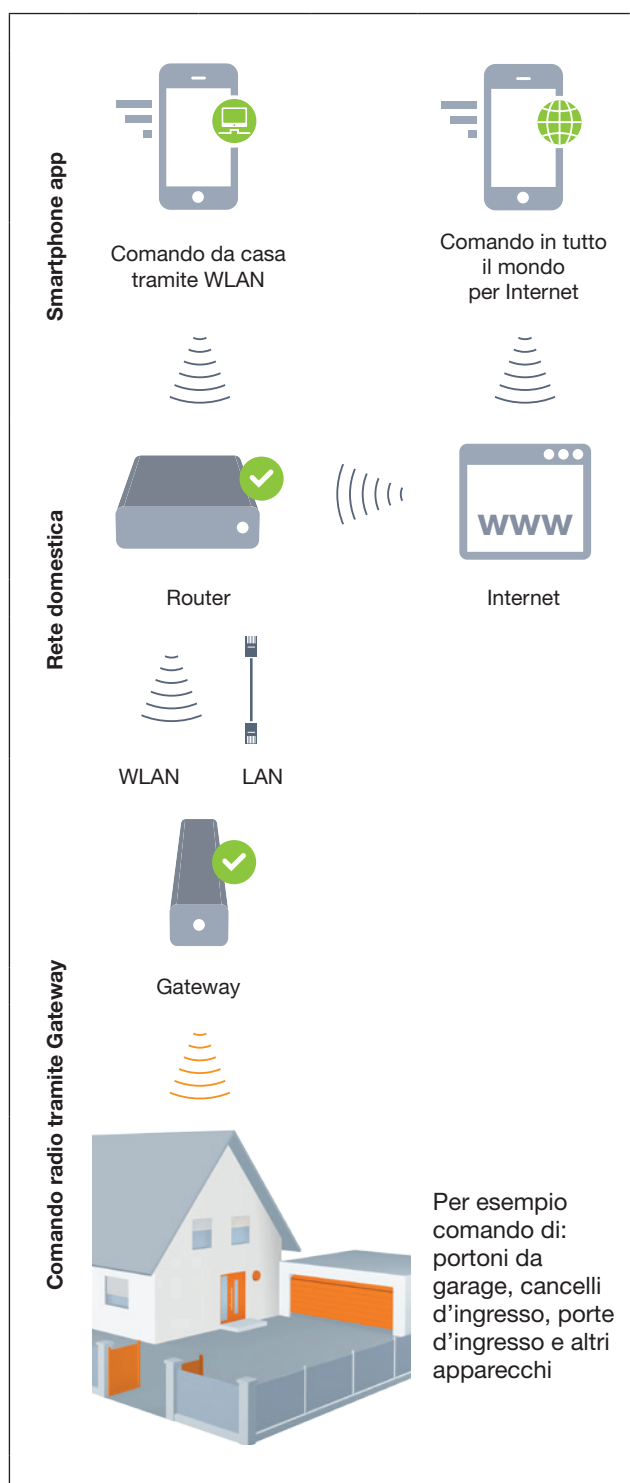 Smartphone app
Comando da casa
tramite WLAN
Comando in tutto
il mondo
per Internet
Rete domestica
www
Router
Internet
WLAN
LAN
Comando radio tramite Gateway
Gateway
Per esempio
comando di:
portoni da
garage, cancelli
d'ingresso, porte
d'ingresso e altri
apparecchi